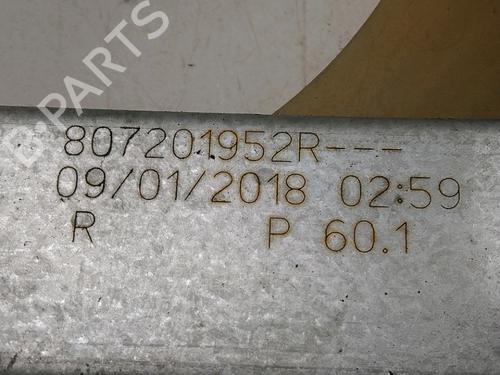 B-PARTS
807201952R---
09/01/2018 02:59
R P 60.1